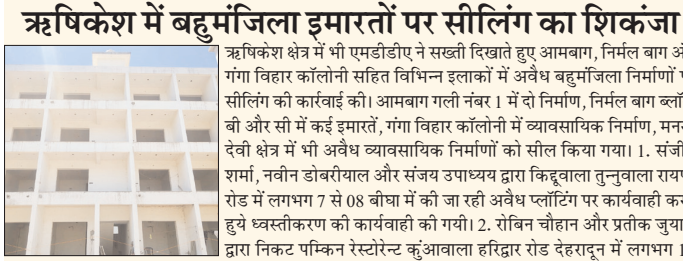 ऋषिकेश में बहुमंजिला इमारतों पर सीलिंग का शिकंजा
ऋषिकेश क्षेत्र में भी एमडीडीए ने सख्ती दिखाते हुए आमबाग, निर्मल बाग
गंगा विहार कॉलोनी सहित विभिन्न इलाकों में अवैध बहुमंजिला निर्माणों
सीलिंग की कार्रवाई की। आमबाग गली नंबर 1 में दो निर्माण, निर्मल बाग
बी और सी में कई इमारतें, गंगा विहार कॉलोनी में व्यावसायिक निर्माण,
देवी क्षेत्र में भी अवैध व्यावसायिक निर्माणों को सील किया गया। 1.
शर्मा, नवीन डोबरीयाल और संजय उपाध्यय द्वारा किद्दूवाला तुन्नुवाला
रोड में लगभग 7 से 08 बीघा में की जा रही अवैध प्लॉटिंग पर कार्यवाही
हुये ध्वस्तीकरण की कार्यवाही की गयी। 2. रोबिन चौहान और प्रतीक
द्वारा निकट पम्किन रेस्टोरेन्ट कुंआवाला हरिद्वार रोड देहरादून में लगभग